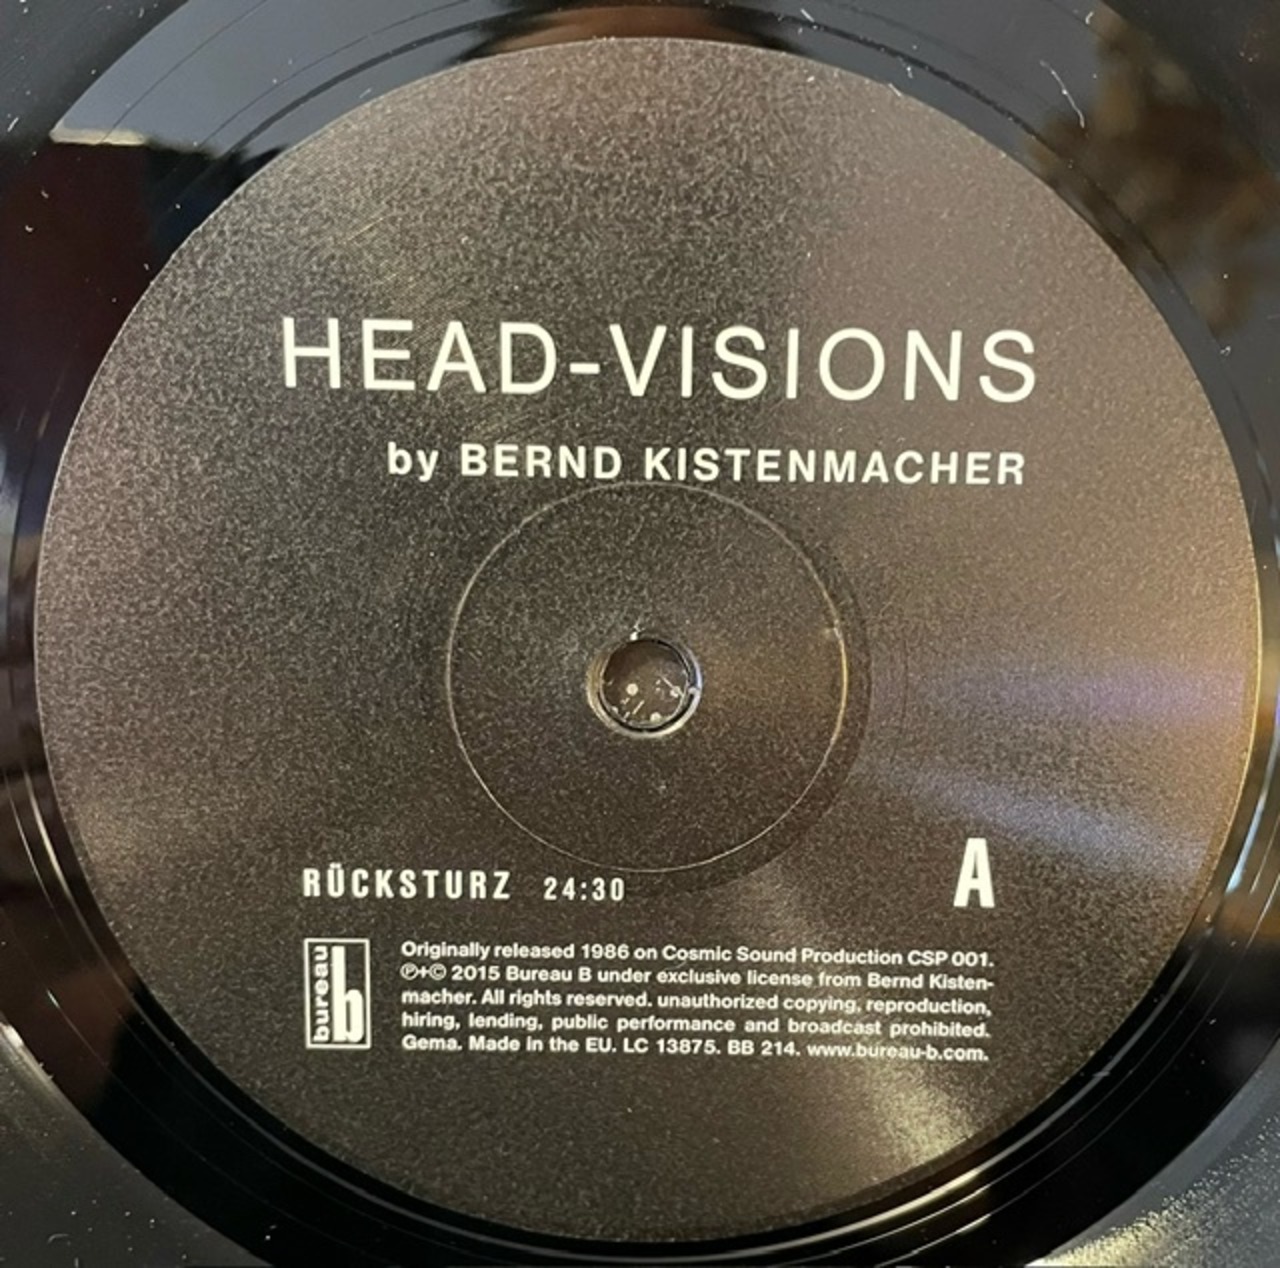 HEAD-VISIONS
by BERND KISTENMACHER
RÜCKSTURZ 24:30
A
bureau b
Originally released 1986 on Cosmic Sound Production CSP 001.
℗+© 2015 Bureau B under exclusive license from Bernd Kisten-
macher. All rights reserved. unauthorized copying, reproduction,
hiring, lending, public performance and broadcast prohibited.
Gema. Made in the EU. LC 13875. BB 214. www.bureau-b.com.